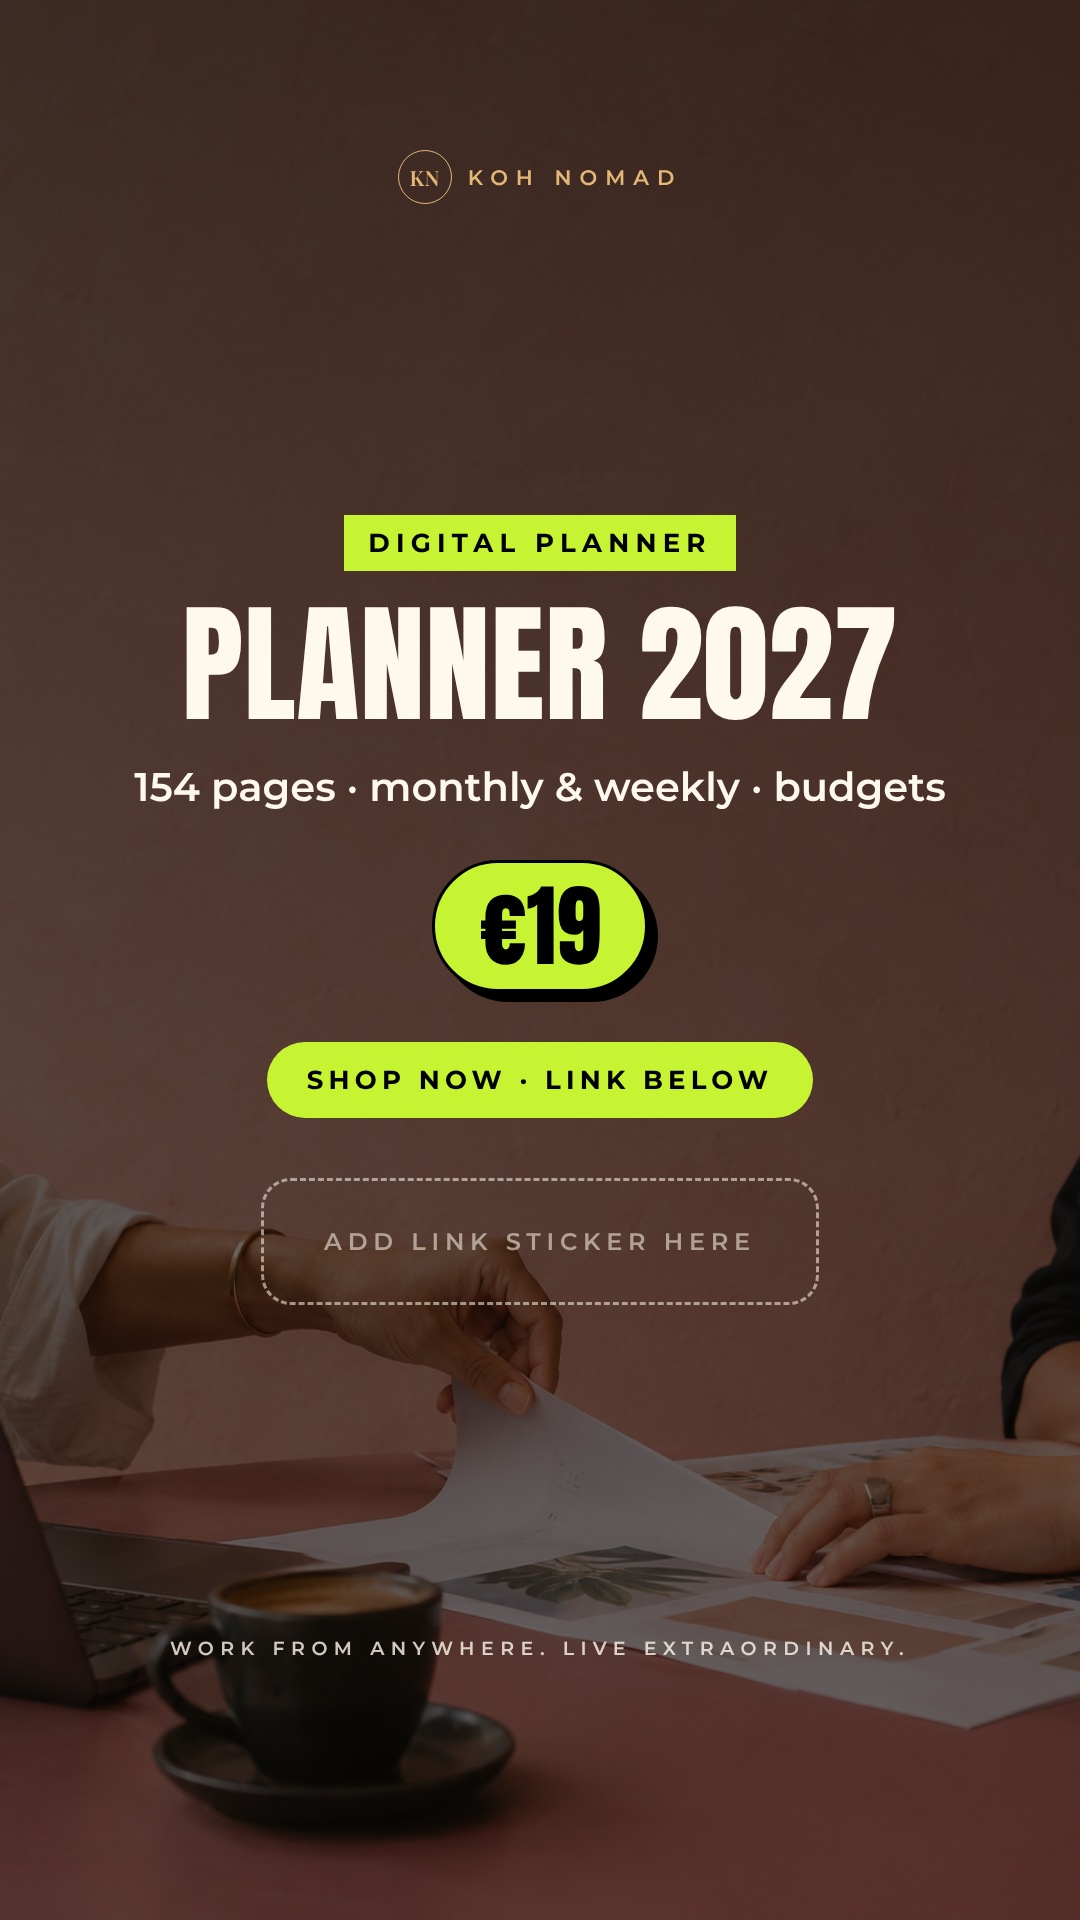 KN KOH NOMAD
DIGITAL PLANNER
PLANNER 2027
154 pages · monthly & weekly · budgets
€19
SHOP NOW · LINK BELOW
ADD LINK STICKER HERE
WORK FROM ANYWHERE. LIVE EXTRAORDINARY.